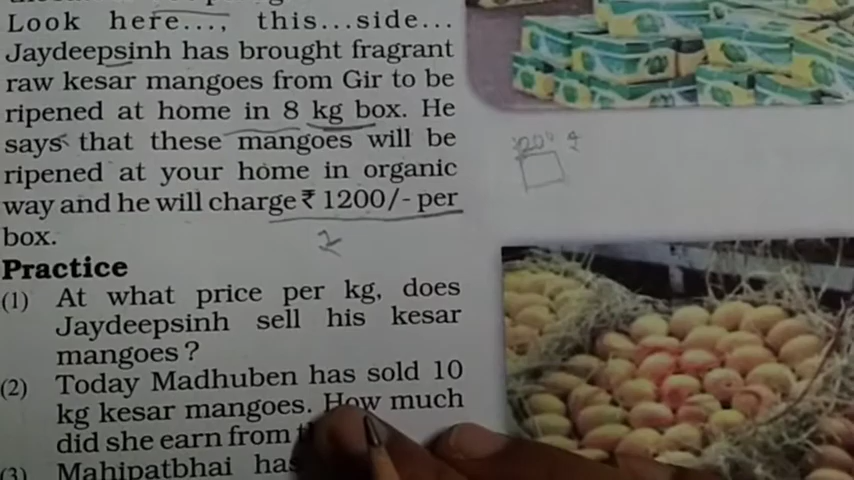 Look here..., this...side...
Jaydeepsinh has brought fragrant
raw kesar mangoes from Gir to be
ripened at home in 8 kg box. He
says that these mangoes will be
ripened at your home in organic
way and he will charge ₹ 1200/- per
box.
Practice
(1) At what price per kg, does
Jaydeepsinh sell his kesar
mangoes ?
(2) Today Madhuben has sold 10
kg kesar mangoes. How much
did she earn from
(3) Mahipatbhai has